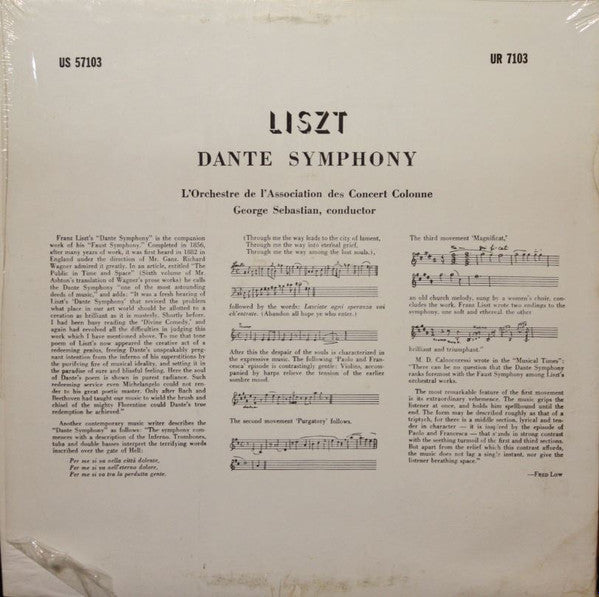 US 57103
UR 7103
LISZT
DANTE SYMPHONY
L'Orchestre de l'Association des Concert Colonne
George Sebastian, conductor
Franz Liszt's "Dante Symphony" is the companion
work of his "Faust Symphony." Completed in 1856,
after many years of work, it was first heard in 1862 in
England under the direction of Mr. Ganz. Richard
Wagner admired it greatly. In an article, entitled "The
Public in Time and Space" (Sixth volume of Mr.
Ashton's translation of Wagner's prose works) he calls
the Dante Symphony "one of the most astounding
deeds of music," and adds: "It was a fresh hearing of
Liszt's 'Dante Symphony' that revived the problem
what place in our art world should be allotted to a
creation as brilliant as it is masterly. Shortly before,
I had been busy reading the 'Divine Comedy,' and
again had revolved all the difficulties in judging this
work which I have mentioned above. To me that tone
poem of Liszt's now appeared the creative act of a
redeeming genius, freeing Dante's unspeakably preg-
nant intention from the inferno of his superstitions by
the purifying fire of musical ideality, and setting it in
the paradise of sure and blissful feeling. Here the soul
of Dante's poem is shown in purest radiance. Such
redeeming service even Michelangelo could not ren-
der to his great poetic master. Only after Bach and
Beethoven had taught our music to wield the brush and
chisel of the mighty Florentine could Dante's true
redemption be achieved."
Another contemporary music writer describes the
"Dante Symphony" as follows: "The symphony com-
mences with a description of the Inferno. Trombones,
tuba and double basses interpret the terrifying words
inscribed over the gate of Hell:
Per me si va nella città dolente,
Per me si va nell'eterno dolore,
Per me si va tra la perdutta gente.
(Through me the way leads to the city of lament,
Through me the way into eternal grief,
Through me the way among the lost souls.),
followed by the words: Lasciate ogni speranza voi
ch'entrate. (Abandon all hope ye who enter.)
After this the despair of the souls is characterized in
the expressive music. The following 'Paolo and Fran-
cesca' episode is contrastingly gentle: Violins, accom-
panied by harps relieve the tension of the earlier
sombre mood.
The second movement 'Purgatory' follows.
The third movement 'Magnificat,'
an old church melody, sung by a women's choir, con-
cludes the work. Franz Liszt wrote two endings to the
symphony, one soft and ethereal the other
brilliant and triumphant."
M. D. Calvocoressi wrote in the "Musical Times":
"There can be no question that the Dante Symphony
ranks foremost with the Faust Symphony among Liszt's
orchestral works.
The most remarkable feature of the first movement
is its extraordinary vehemence. The music grips the
listener at once, and holds him spellbound until the
end. The form may be described roughly as that of a
triptych, for there is a middle section, lyrical and ten-
der in character — it is inspired by the episode of
Paolo and Francesca — that stands in strong contrast
with the seething turmoil of the first and third sections.
But apart from the relief which this contrast affords,
the music does not lag a single instant, nor give the
listener breathing space."
—Fred Low